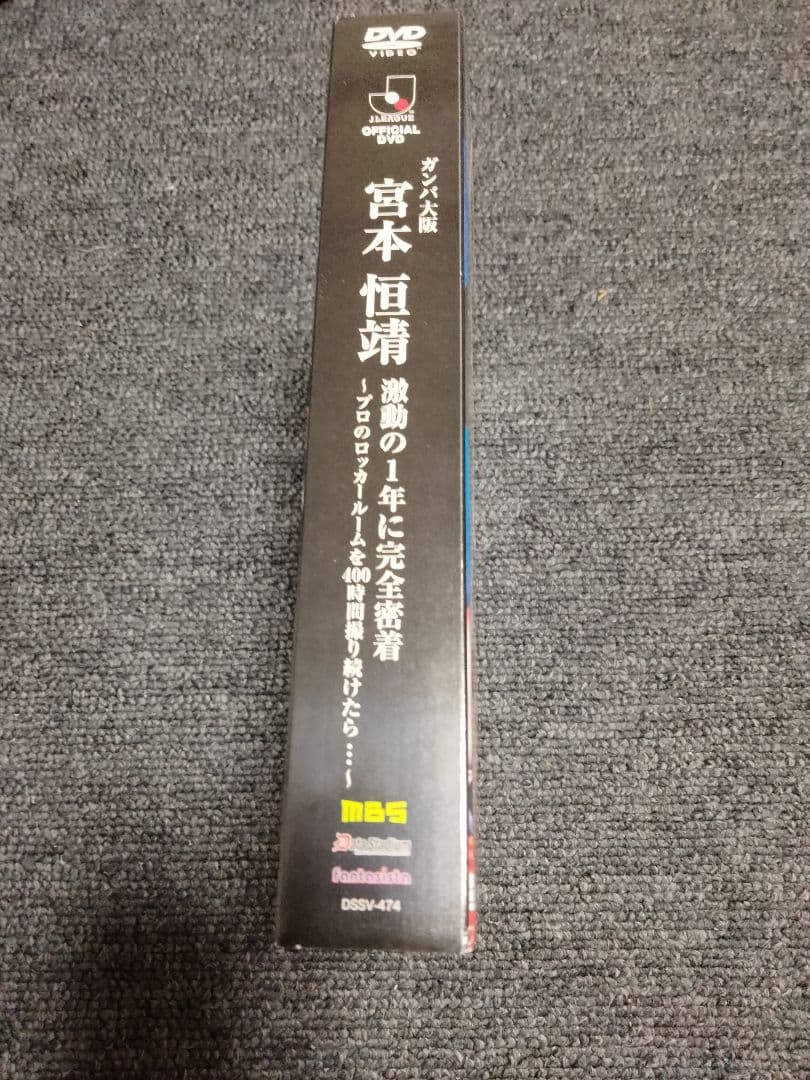 DVD
VIDEO
J.LEAGUE
OFFICIAL
DVD
ガンバ大阪
宮本 恒靖
激動の1年に完全密着
～プロのロッカールームを400時間撮り続けたら…～
MBS
Data Stadium
fantasista
DSSV-474